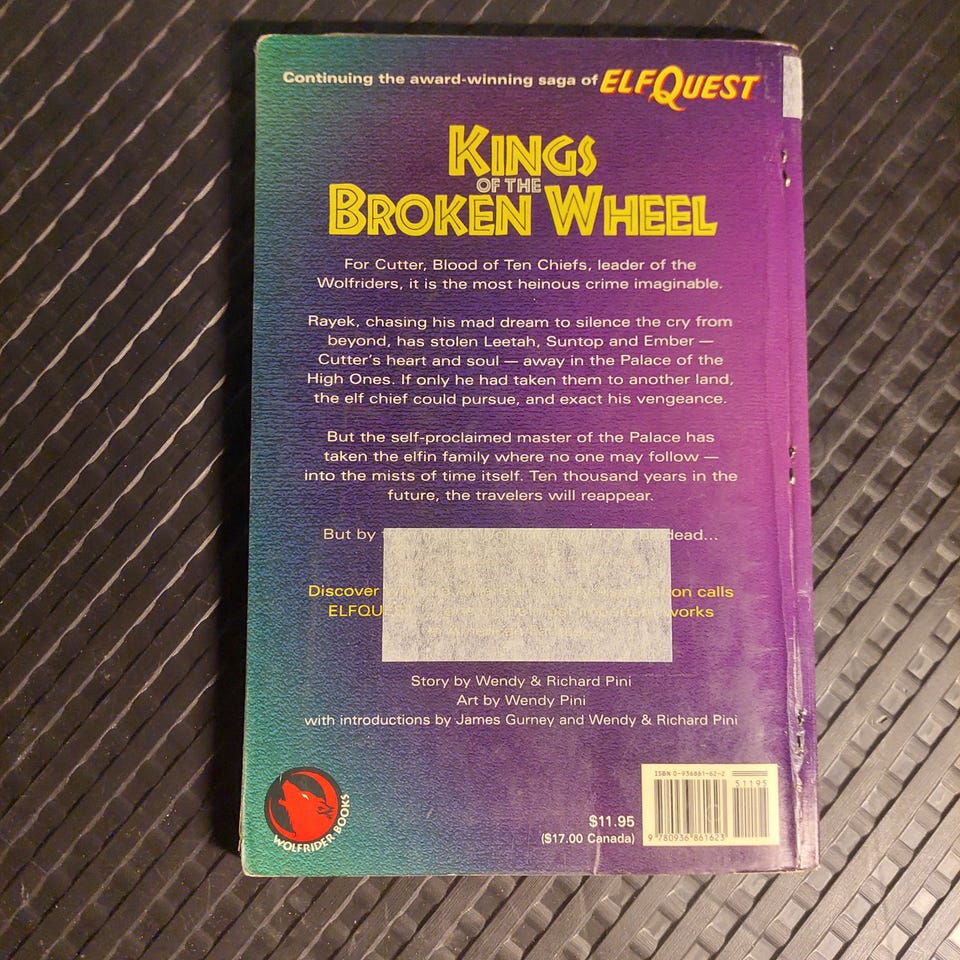 Continuing the award-winning saga of ELFQUEST
KINGS
OF THE
BROKEN WHEEL
For Cutter, Blood of Ten Chiefs, leader of the
Wolfriders, it is the most heinous crime imaginable.
Rayek, chasing his mad dream to silence the cry from
beyond, has stolen Leetah, Suntop and Ember —
Cutter's heart and soul — away in the Palace of the
High Ones. If only he had taken them to another land,
the elf chief could pursue, and exact his vengeance.
But the self-proclaimed master of the Palace has
taken the elfin family where no one may follow —
into the mists of time itself. Ten thousand years in the
future, the travelers will reappear.
But by dead...
Discover calls
ELFQU works
Story by Wendy & Richard Pini
Art by Wendy Pini
with introductions by James Gurney and Wendy & Richard Pini
WOLFRIDER BOOKS
$11.95
($17.00 Canada)
ISBN 0-936861-62-2
51195
9 780936 861623